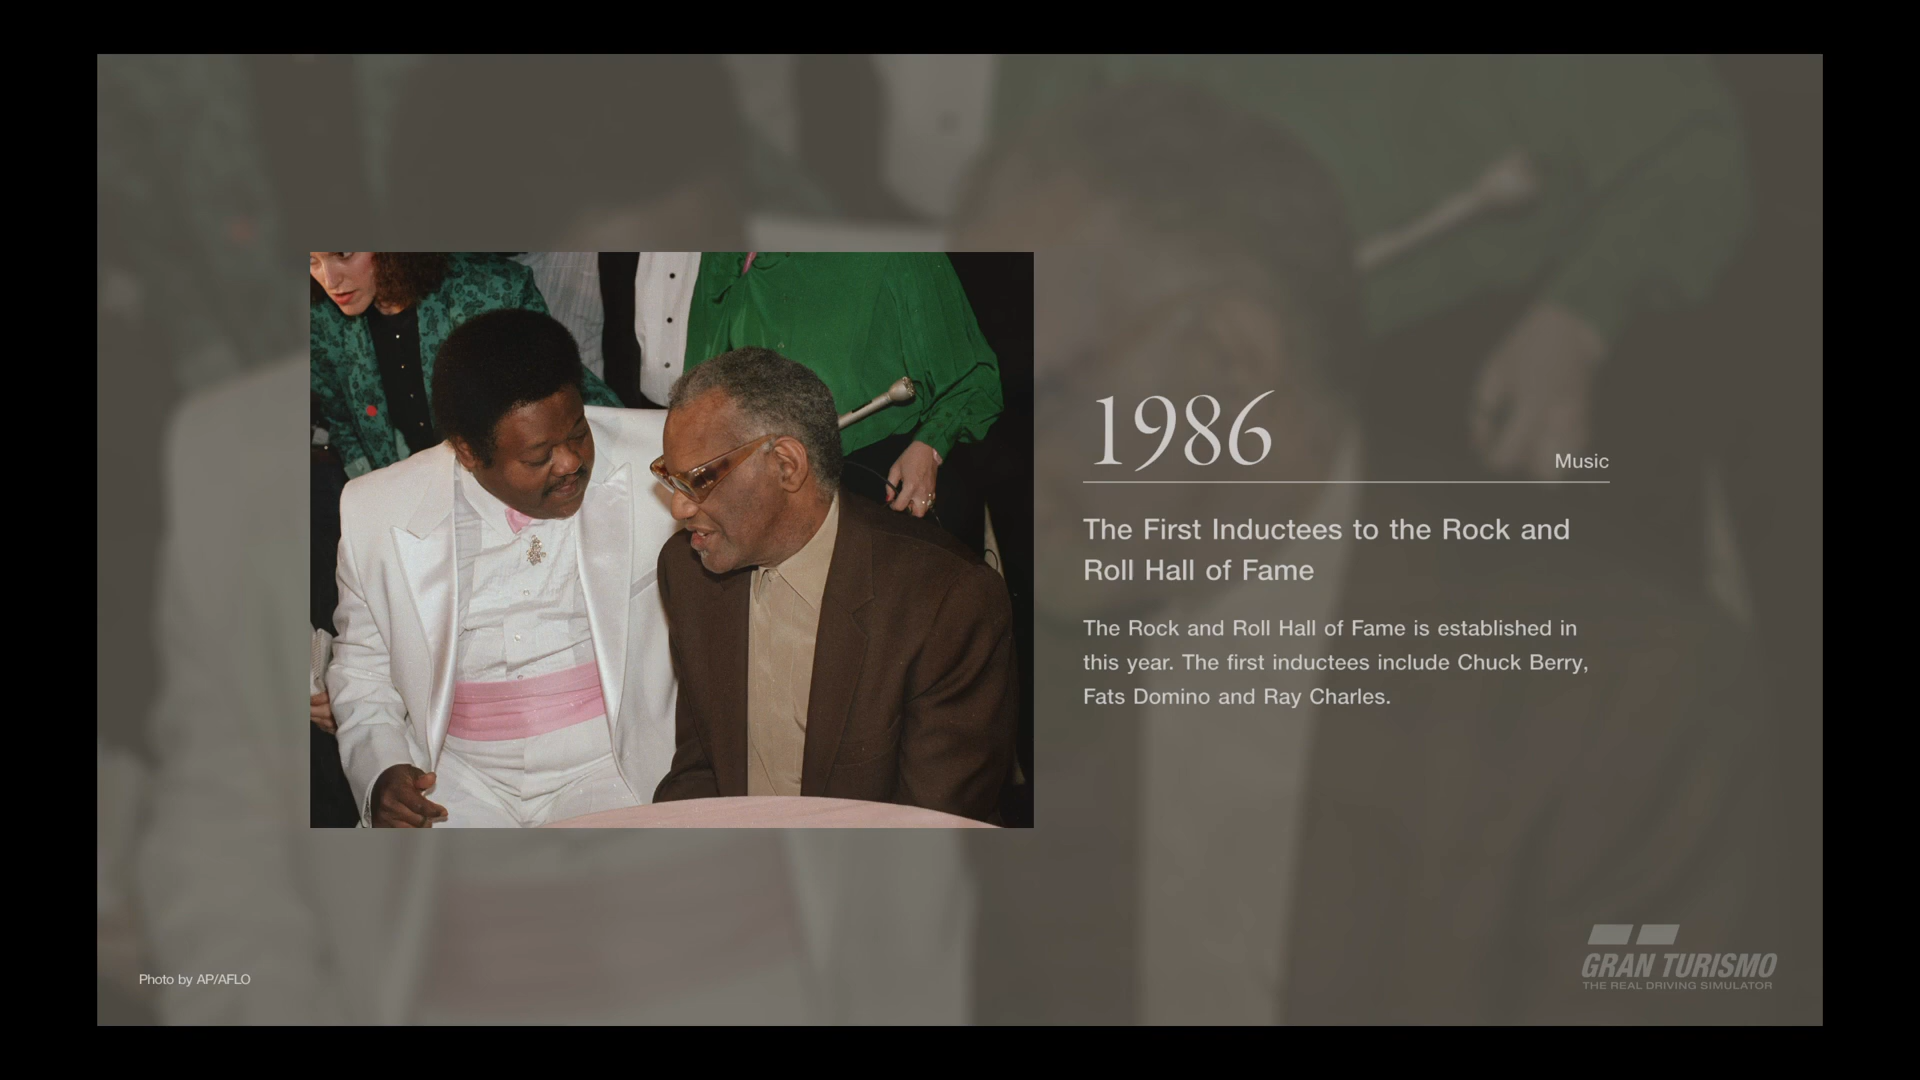 1986
Music
The First Inductees to the Rock and
Roll Hall of Fame
The Rock and Roll Hall of Fame is established in
this year. The first inductees include Chuck Berry,
Fats Domino and Ray Charles.
Photo by AP/AFLO
GRAN TURISMO
THE REAL DRIVING SIMULATOR